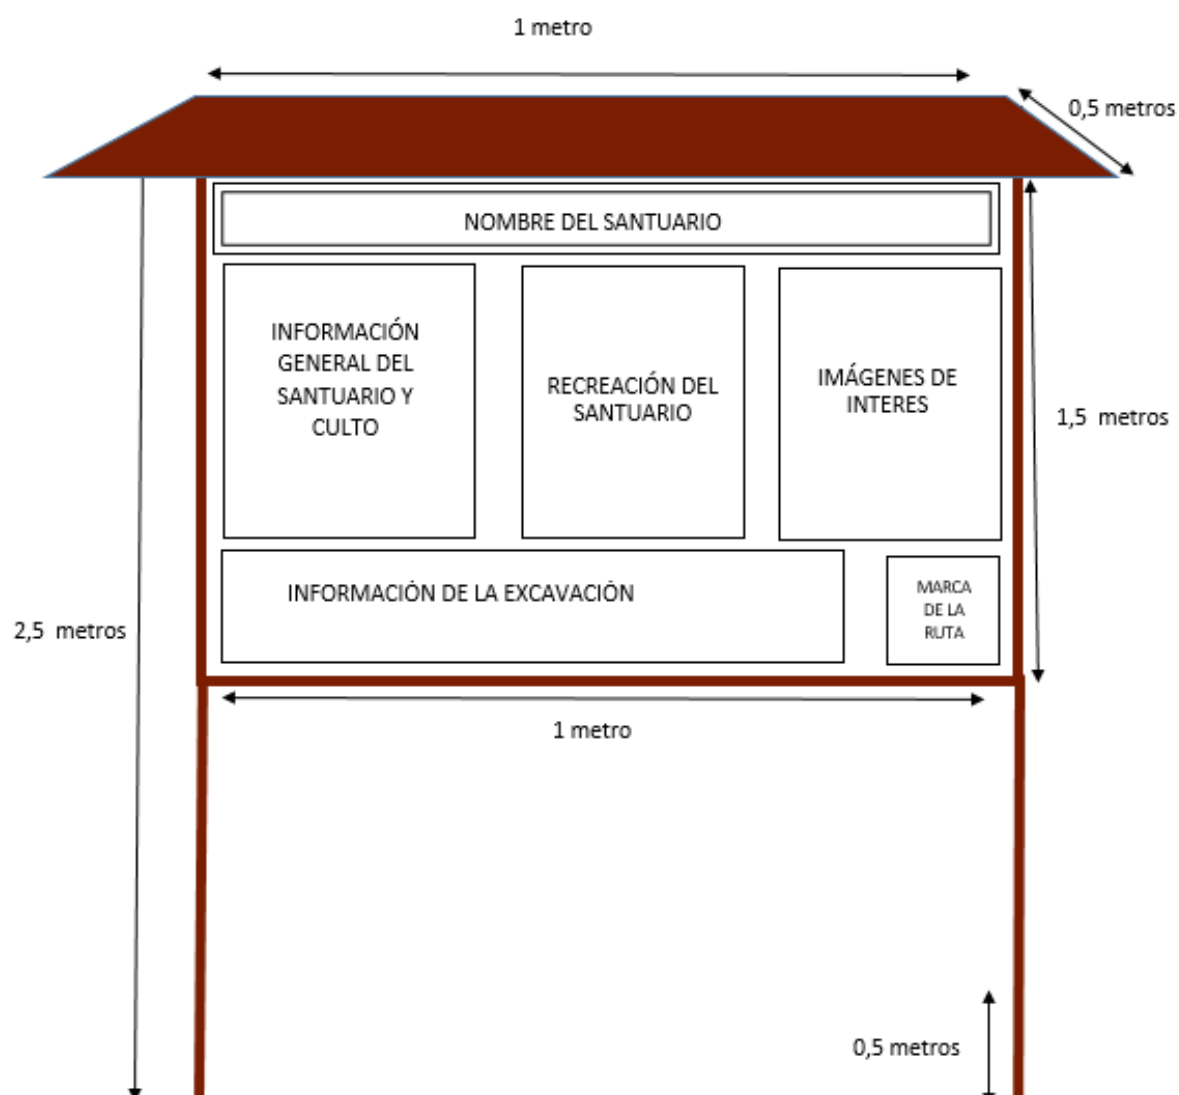 1 metro
0,5 metros
NOMBRE DEL SANTUARIO
INFORMACIÓN
GENERAL DEL
SANTUARIO Y
CULTO
RECREACIÓN DEL
SANTUARIO
IMÁGENES DE
INTERES
1,5 metros
INFORMACIÓN DE LA EXCAVACIÓN
MARCA
DE LA
RUTA
2,5 metros
1 metro
0,5 metros